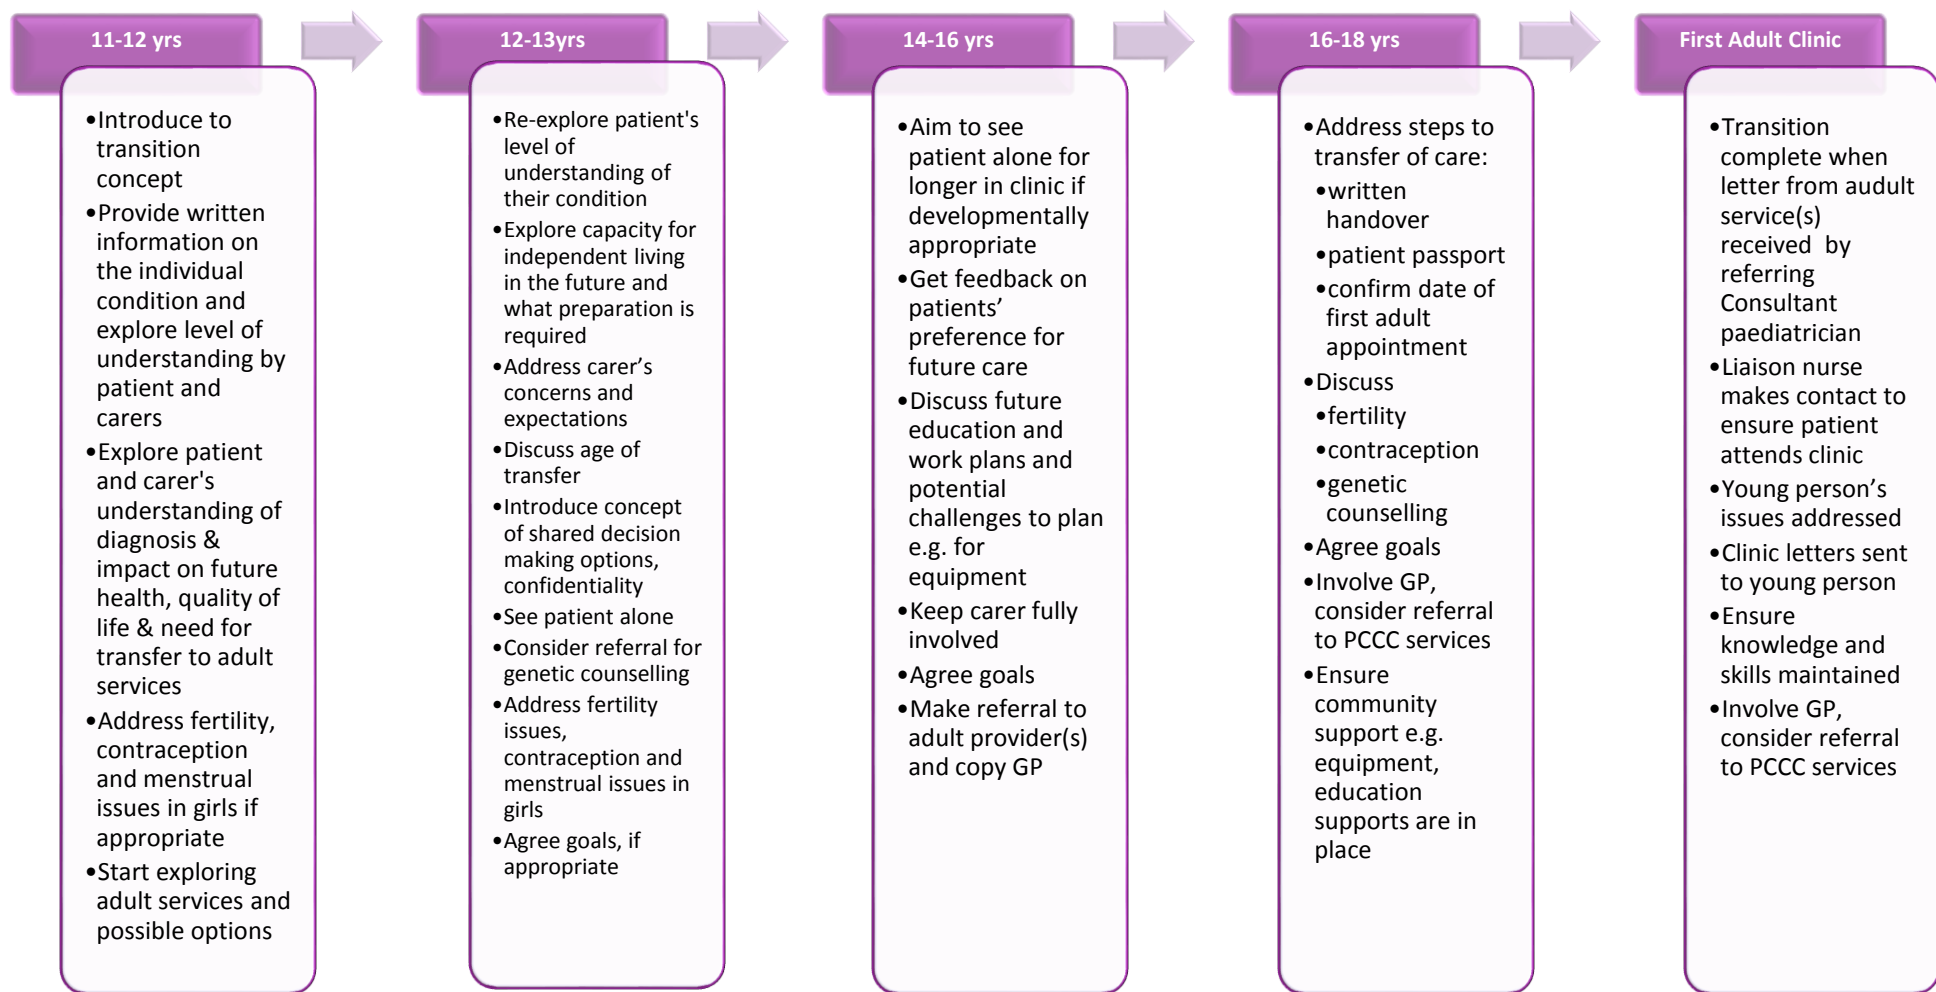 11-12 yrs
•Introduce to
transition
concept
•Provide written
information on
the individual
condition and
explore level of
understanding by
patient and
carers
•Explore patient
and carer's
understanding of
diagnosis &
impact on future
health, quality of
life & need for
transfer to adult
services
•Address fertility,
contraception
and menstrual
issues in girls if
appropriate
•Start exploring
adult services and
possible options
12-13yrs
•Re-explore patient's
level of
understanding of
their condition
•Explore capacity for
independent living
in the future and
what preparation is
required
•Address carer’s
concerns and
expectations
•Discuss age of
transfer
•Introduce concept
of shared decision
making options,
confidentiality
•See patient alone
•Consider referral for
genetic counselling
•Address fertility
issues,
contraception and
menstrual issues in
girls
•Agree goals, if
appropriate
14-16 yrs
•Aim to see
patient alone for
longer in clinic if
developmentally
appropriate
•Get feedback on
patients’
preference for
future care
•Discuss future
education and
work plans and
potential
challenges to plan
e.g. for
equipment
•Keep carer fully
involved
•Agree goals
•Make referral to
adult provider(s)
and copy GP
16-18 yrs
•Address steps to
transfer of care:
•written
handover
•patient passport
•confirm date of
first adult
appointment
•Discuss
•fertility
•contraception
•genetic
counselling
•Agree goals
•Involve GP,
consider referral
to PCCC services
•Ensure
community
support e.g.
equipment,
education
supports are in
place
First Adult Clinic
•Transition
complete when
letter from audult
service(s)
received by
referring
Consultant
paediatrician
•Liaison nurse
makes contact to
ensure patient
attends clinic
•Young person’s
issues addressed
•Clinic letters sent
to young person
•Ensure
knowledge and
skills maintained
•Involve GP,
consider referral
to PCCC services